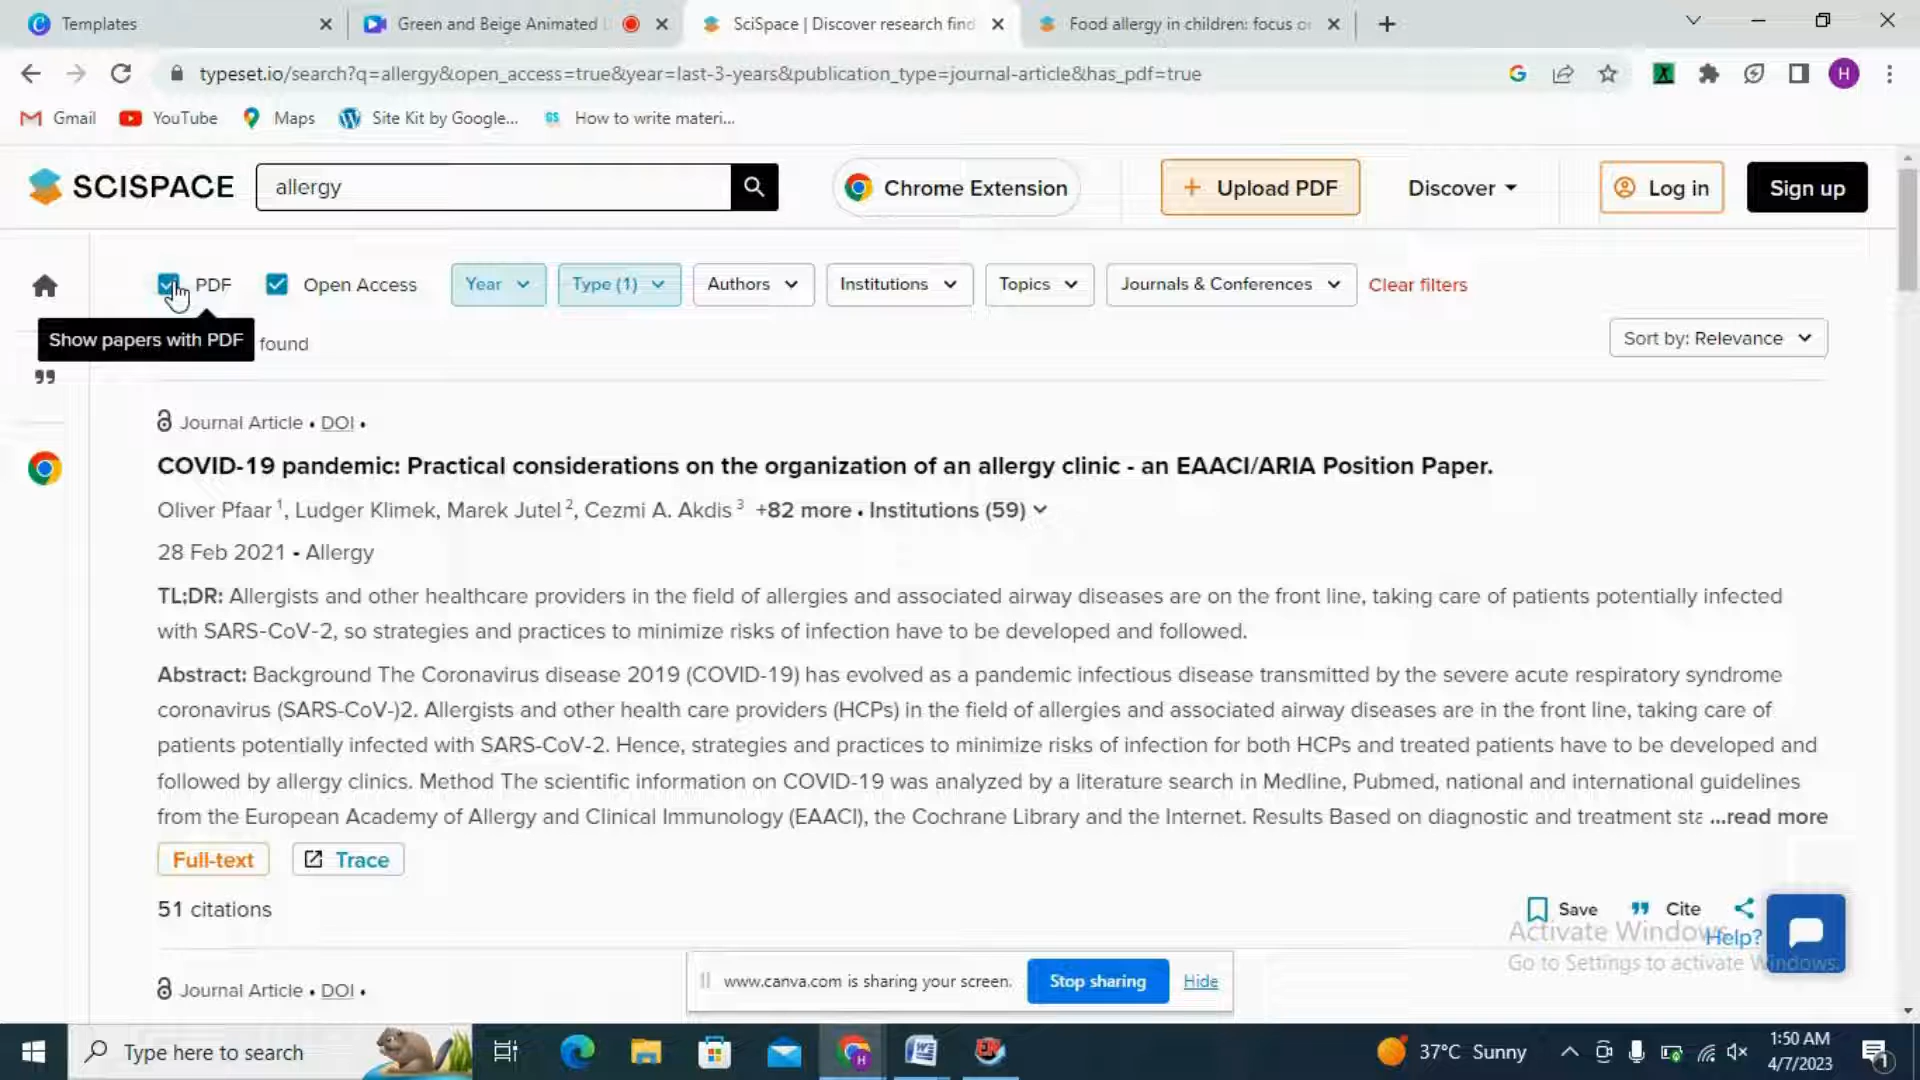 Templates
Green and Beige Animated
SciSpace | Discover research find
Food allergy in children: focus o
typeset.io/search?q=allergy&open_access=true&year=last-3-years&publication_type=journal-article&has_pdf=true
H
Gmail
YouTube
Maps
Site Kit by Google...
How to write materi...
SCISPACE
allergy
Chrome Extension
+ Upload PDF
Discover
Log in
Sign up
PDF
Open Access
Year
Type (1)
Authors
Institutions
Topics
Journals & Conferences
Clear filters
Show papers with PDF
found
Sort by: Relevance
Journal Article • DOI •
COVID-19 pandemic: Practical considerations on the organization of an allergy clinic - an EAACI/ARIA Position Paper.
Oliver Pfaar 1, Ludger Klimek, Marek Jutel 2, Cezmi A. Akdis 3 +82 more • Institutions (59)
28 Feb 2021 • Allergy
TL;DR: Allergists and other healthcare providers in the field of allergies and associated airway diseases are on the front line, taking care of patients potentially infected
with SARS-CoV-2, so strategies and practices to minimize risks of infection have to be developed and followed.
Abstract: Background The Coronavirus disease 2019 (COVID-19) has evolved as a pandemic infectious disease transmitted by the severe acute respiratory syndrome
coronavirus (SARS-CoV-)2. Allergists and other health care providers (HCPs) in the field of allergies and associated airway diseases are in the front line, taking care of
patients potentially infected with SARS-CoV-2. Hence, strategies and practices to minimize risks of infection for both HCPs and treated patients have to be developed and
followed by allergy clinics. Method The scientific information on COVID-19 was analyzed by a literature search in Medline, Pubmed, national and international guidelines
from the European Academy of Allergy and Clinical Immunology (EAACI), the Cochrane Library and the Internet. Results Based on diagnostic and treatment sta ...read more
Full-text
Trace
51 citations
Save
Cite
Activate Windows
Help?
Go to Settings to activate Windows.
www.canva.com is sharing your screen.
Stop sharing
Hide
Journal Article • DOI •
Type here to search
H
37°C Sunny
1:50 AM
4/7/2023
1